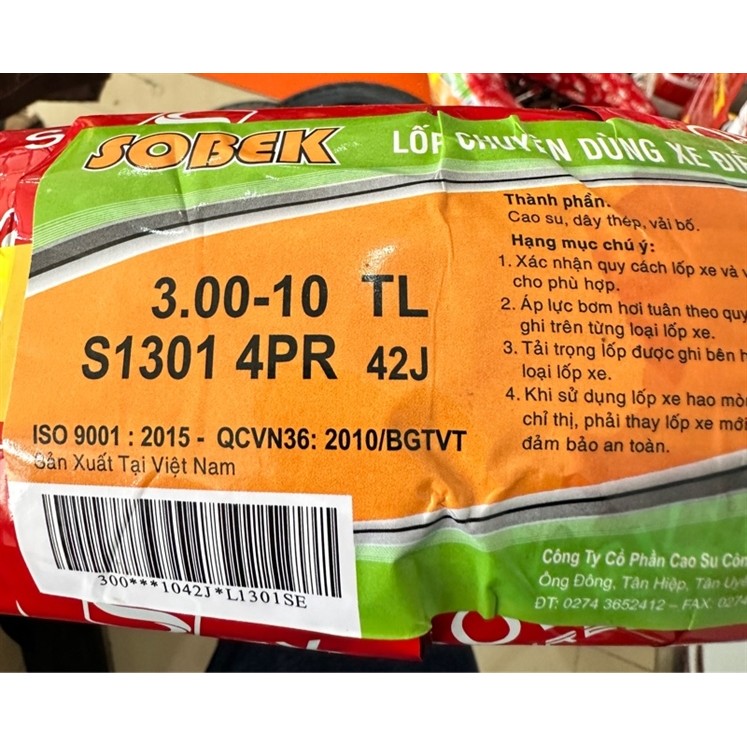 SOBEK
LỐP CHUYÊN DÙNG XE
3.00-10 TL
S1301 4PR 42J
ISO 9001 : 2015 - QCVN36: 2010/BGTVT
Sản Xuất Tại Việt Nam
300***1042J*L1301SE
Thành phần:
Cao su, dây thép, vải bố.
Hạng mục chú ý:
1. Xác nhận quy cách lốp xe và
cho phù hợp.
2. Áp lực bơm hơi tuân theo quy
ghi trên từng loại lốp xe.
3. Tải trọng lốp được ghi bên
loại lốp xe.
4. Khi sử dụng lốp xe hao mòn
chỉ thị, phải thay lốp xe mới
đảm bảo an toàn.
Công Ty Cổ Phần Cao Su
Ông Đông, Tân Hiệp, Tân
ĐT: 0274 3652412 - FAX: